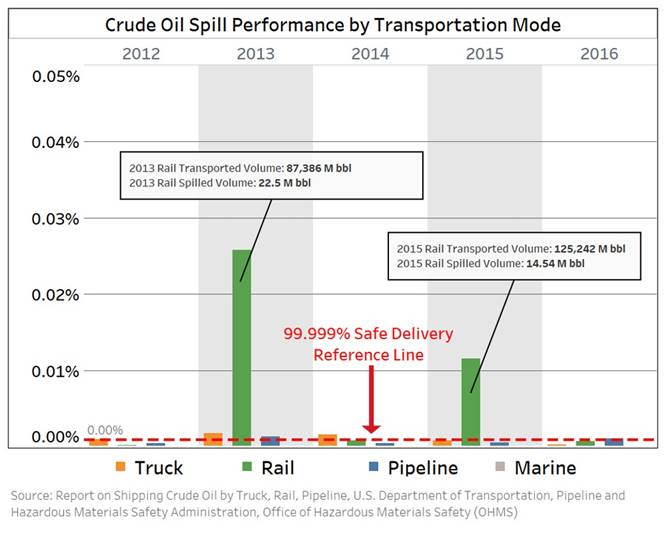 Crude Oil Spill Performance by Transportation Mode
2012 2013 2014 2015 2016
0.05%
0.04%
2013 Rail Transported Volume: 87,386 M bbl
2013 Rail Spilled Volume: 22.5 M bbl
0.03%
2015 Rail Transported Volume: 125,242 M bbl
2015 Rail Spilled Volume: 14.54 M bbl
0.02%
99.999% Safe Delivery
Reference Line
0.01%
0.00%
0.00%
Truck Rail Pipeline Marine
Source: Report on Shipping Crude Oil by Truck, Rail, Pipeline, U.S. Department of Transportation, Pipeline and
Hazardous Materials Safety Administration, Office of Hazardous Materials Safety (OHMS)